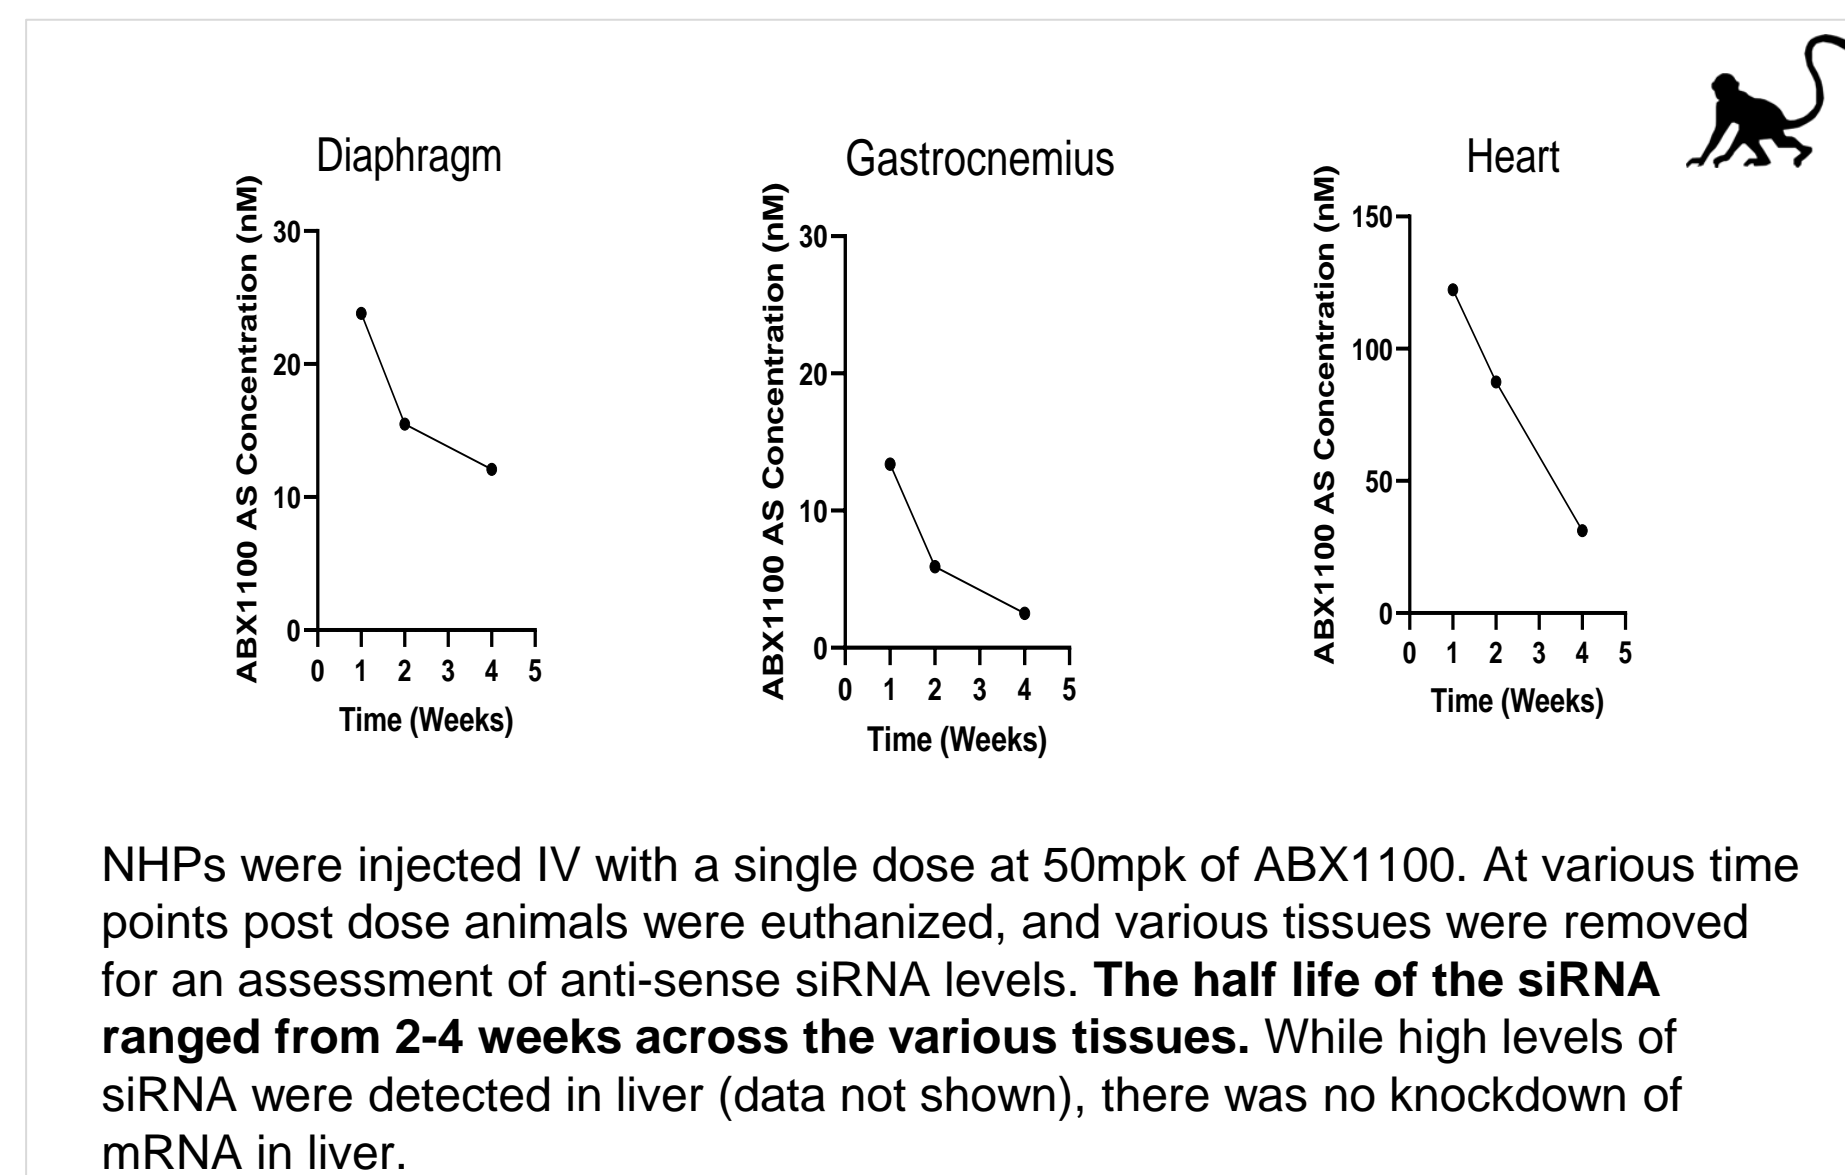 Diaphragm
ABX1100 AS Concentration (nM)
30
20
10
0
0 1 2 3 4 5
Time (Weeks)
Gastrocnemius
ABX1100 AS Concentration (nM)
30
20
10
0
0 1 2 3 4 5
Time (Weeks)
Heart
ABX1100 AS Concentration (nM)
150
100
50
0
0 1 2 3 4 5
Time (Weeks)
NHPs were injected IV with a single dose at 50mpk of ABX1100. At various time
points post dose animals were euthanized, and various tissues were removed
for an assessment of anti-sense siRNA levels. The half life of the siRNA
ranged from 2-4 weeks across the various tissues. While high levels of
siRNA were detected in liver (data not shown), there was no knockdown of
mRNA in liver.